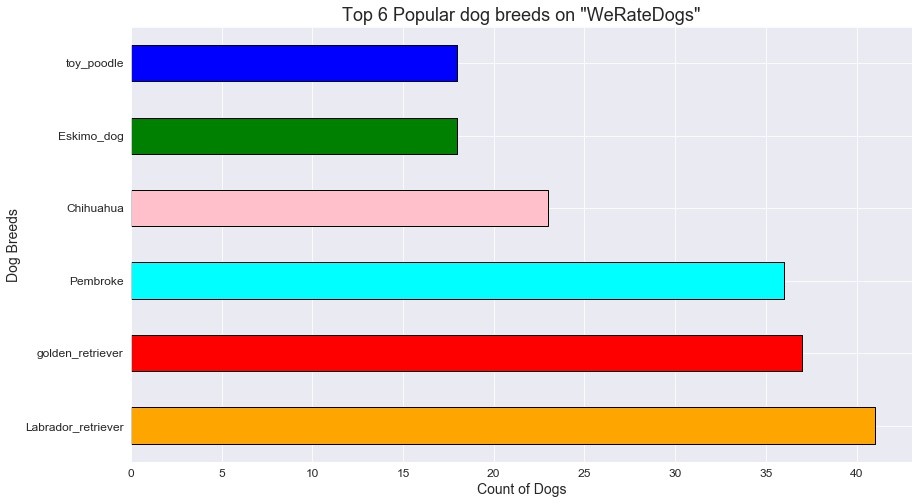 Top 6 Popular dog breeds on "WeRateDogs"
Dog Breeds
toy_poodle
Eskimo_dog
Chihuahua
Pembroke
golden_retriever
Labrador_retriever
0 5 10 15 20 25 30 35 40
Count of Dogs